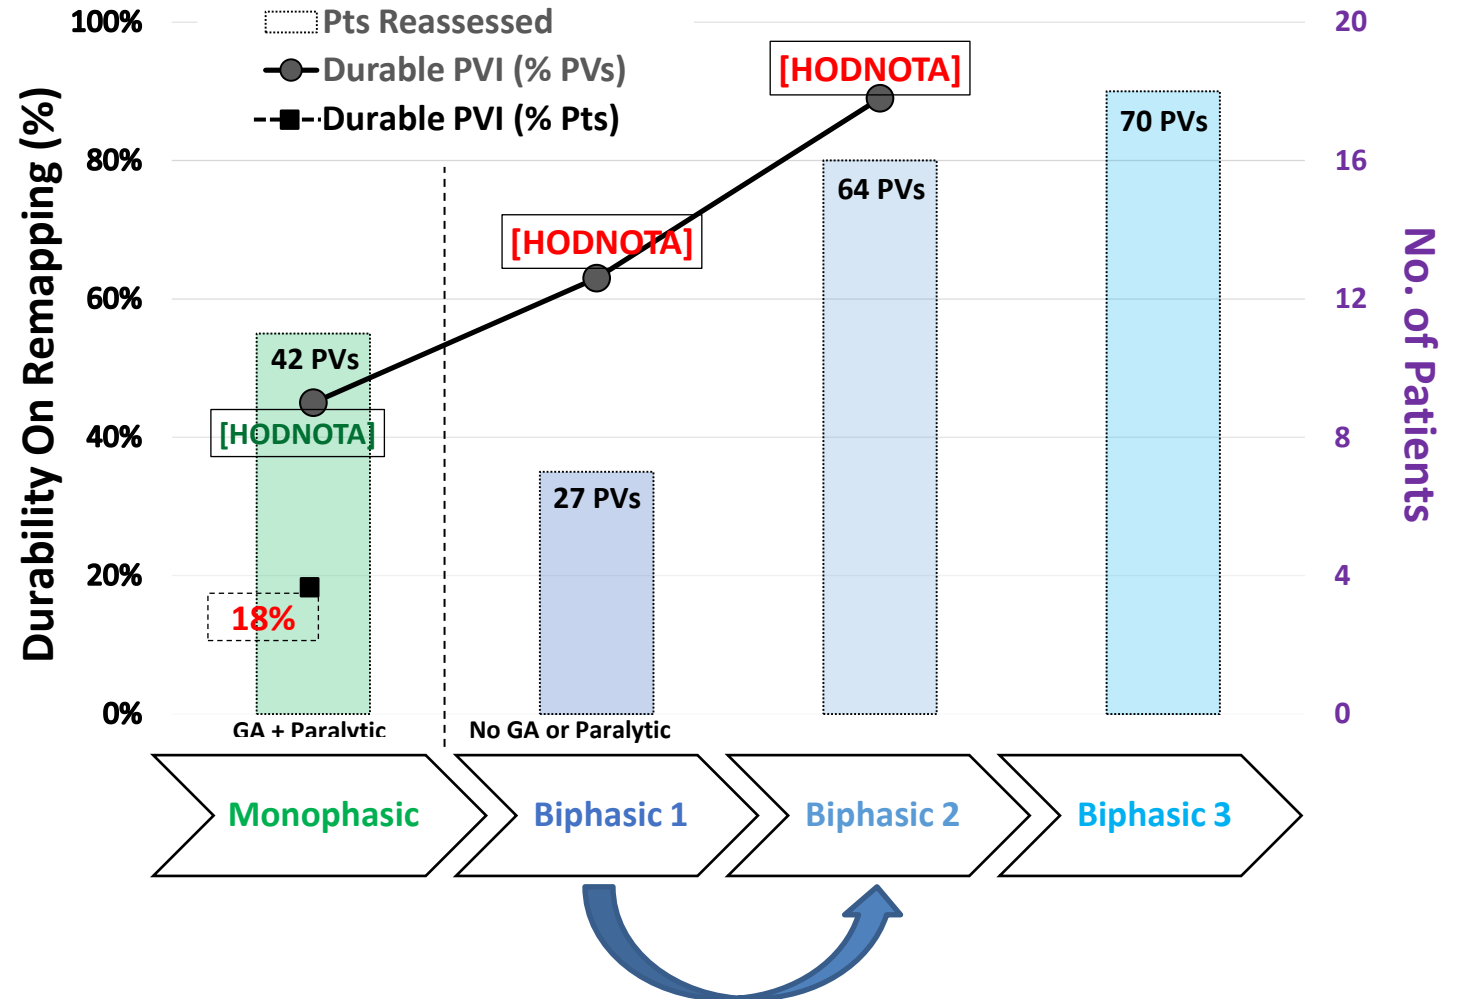 100%
80%
60%
40%
20%
0%
Durability On Remapping (%)
Pts Reassessed
Durable PVI (% PVs)
Durable PVI (% Pts)
[HODNOTA]
[HODNOTA]
[HODNOTA]
18%
42 PVs
27 PVs
64 PVs
70 PVs
20
16
12
8
4
0
No. of Patients
GA + Paralytic
No GA or Paralytic
Monophasic
Biphasic 1
Biphasic 2
Biphasic 3